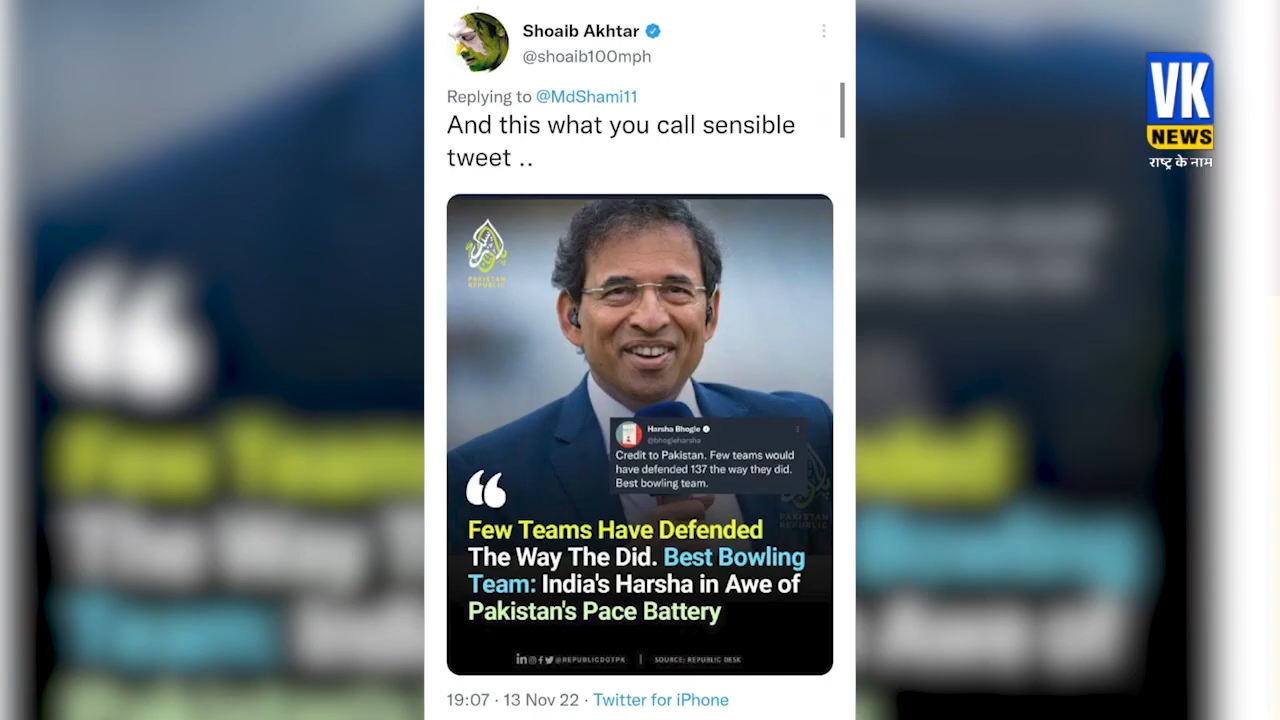 Shoaib Akhtar
@shoaib100mph
Replying to @MdShami11
And this what you call sensible
tweet ..
VK
NEWS
राष्ट्र के नाम
PAKISTAN
REPUBLIC
Harsha Bhogle
@bhogleharsha
Credit to Pakistan. Few teams would
have defended 137 the way they did.
Best bowling team.
PAKISTAN
REPUBLIC
“
Few Teams Have Defended
The Way The Did. Best Bowling
Team: India's Harsha in Awe of
Pakistan's Pace Battery
@REPUBLICDOTPK | SOURCE: REPUBLIC DESK
19:07 · 13 Nov 22 · Twitter for iPhone